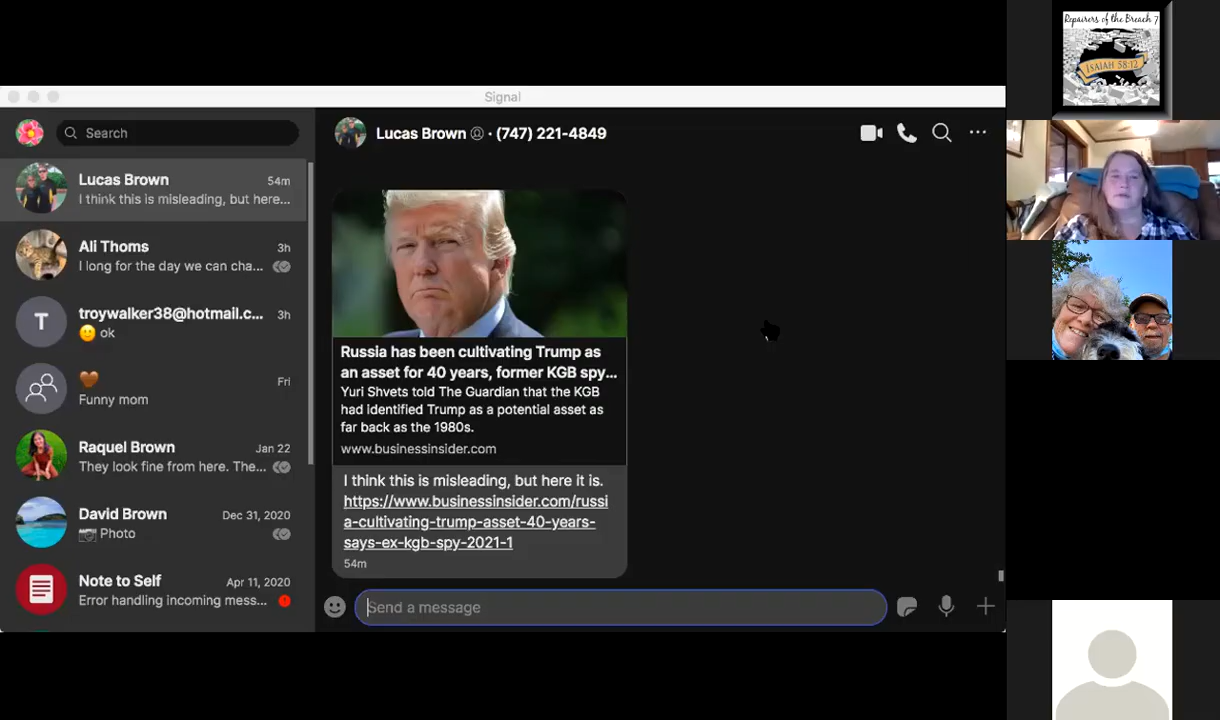 Signal
Search
Lucas Brown
54m
I think this is misleading, but here...
Ali Thoms
3h
I long for the day we can cha...
T
troywalker38@hotmail.c...
3h
🙂 ok
🤎
Fri
Funny mom
Raquel Brown
Jan 22
They look fine from here. The...
David Brown
Dec 31, 2020
📷 Photo
Note to Self
Apr 11, 2020
Error handling incoming mess...
Lucas Brown · (747) 221-4849
Russia has been cultivating Trump as
an asset for 40 years, former KGB spy...
Yuri Shvets told The Guardian that the KGB
had identified Trump as a potential asset as
far back as the 1980s.
www.businessinsider.com
I think this is misleading, but here it is.
https://www.businessinsider.com/russi
a-cultivating-trump-asset-40-years-
says-ex-kgb-spy-2021-1
54m
Send a message
Repairers of the Breach 7
ISAIAH 58:12